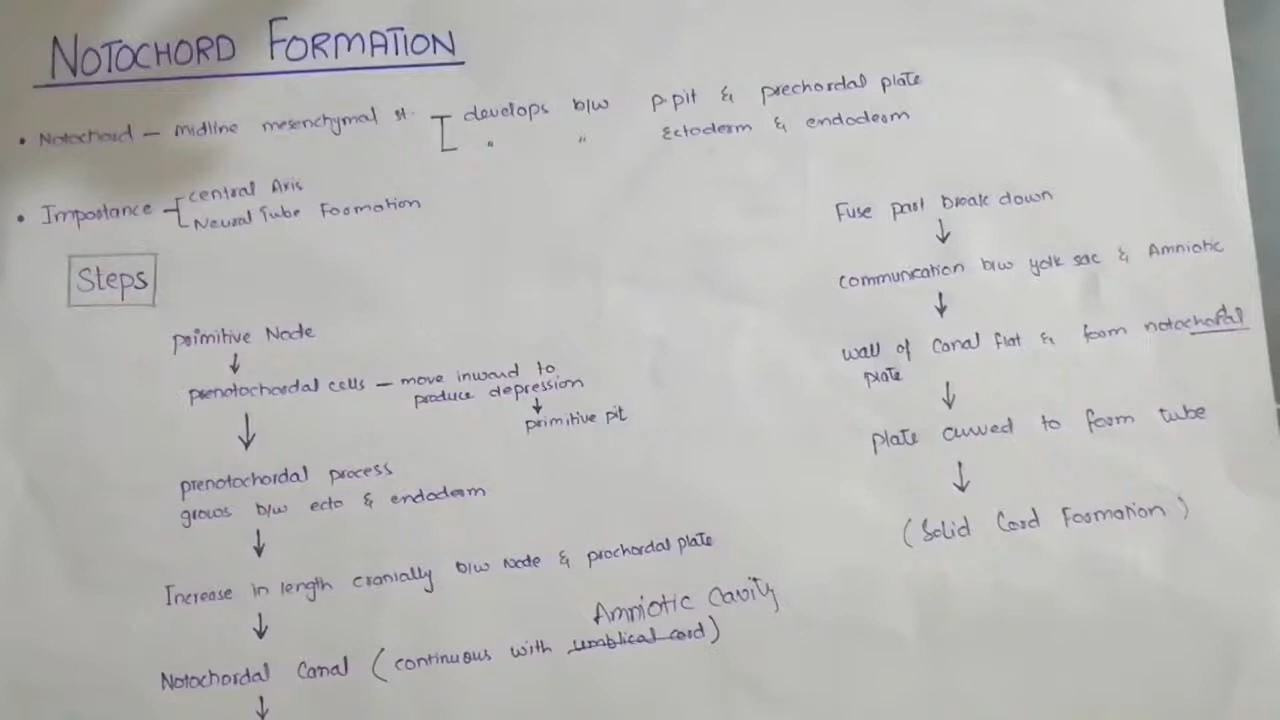 NOTOCHORD FORMATION
• Notochord – midline mesenchymal st. [ develops b/w p.pit & prechordal plate
" " Ectoderm & endoderm
• Importance – [ central Axis
Neural Tube Formation
Steps
primitive Node
↓
prenotochordal cells – move inward to
produce depression
↓
primitive pit
↓
prenotochordal process
grows b/w ecto & endoderm
↓
Increase in length cranially b/w Node & prochordal plate
↓
Amniotic Cavity
Notochordal Canal (continuous with umblical cord)
↓
Fuse part break down
↓
communication b/w yolk sac & Amniotic
↓
wall of canal flat & form notochordal
plate
↓
plate curved to form tube
↓
(Solid Cord Formation)